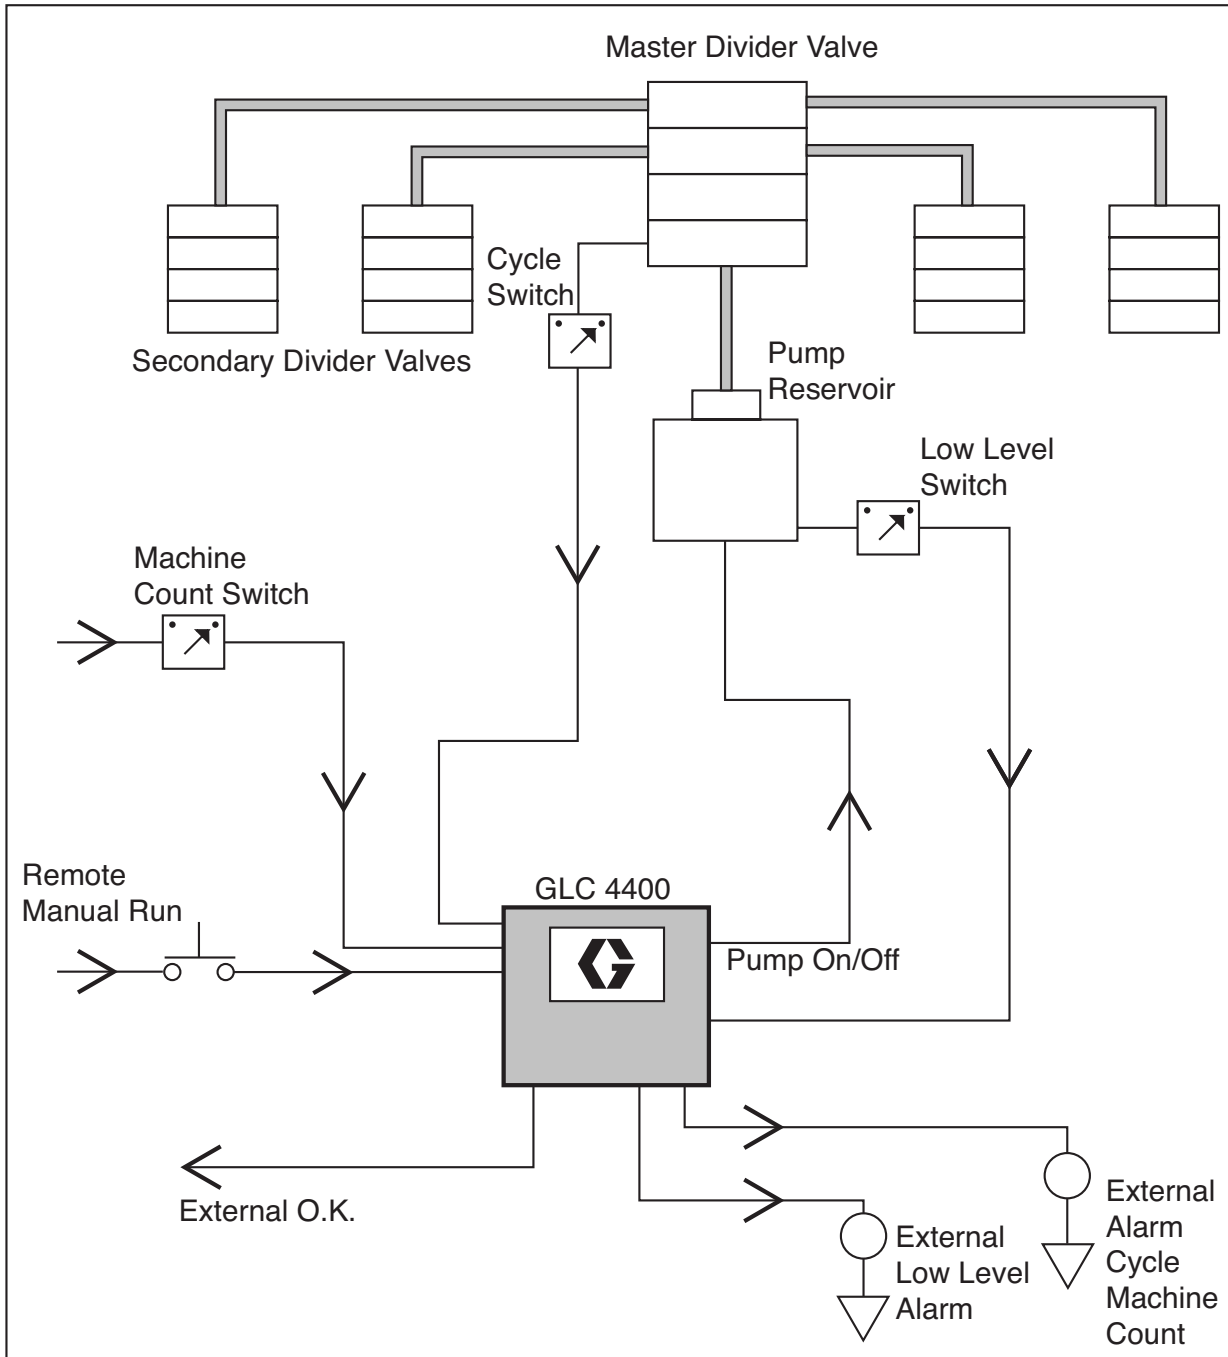 Master Divider Valve
Cycle
Switch
Secondary Divider Valves
Pump
Reservoir
Low Level
Switch
Machine
Count Switch
Remote
Manual Run
GLC 4400
Pump On/Off
External O.K.
External
Low Level
Alarm
External
Alarm
Cycle
Machine
Count